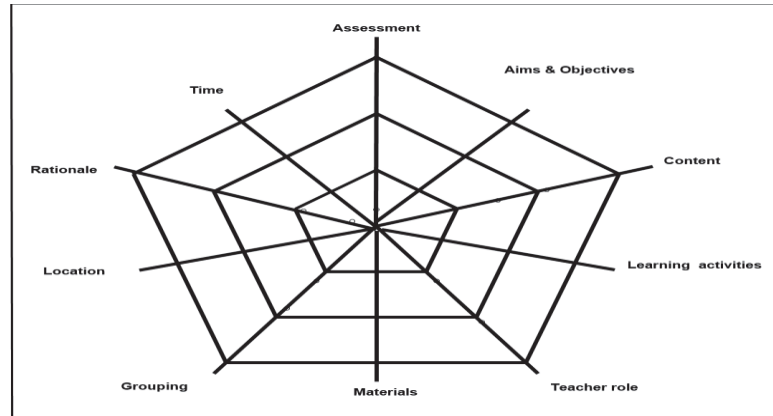 Assessment
Aims & Objectives
Time
Content
Rationale
Learning activities
Location
Grouping
Materials
Teacher role